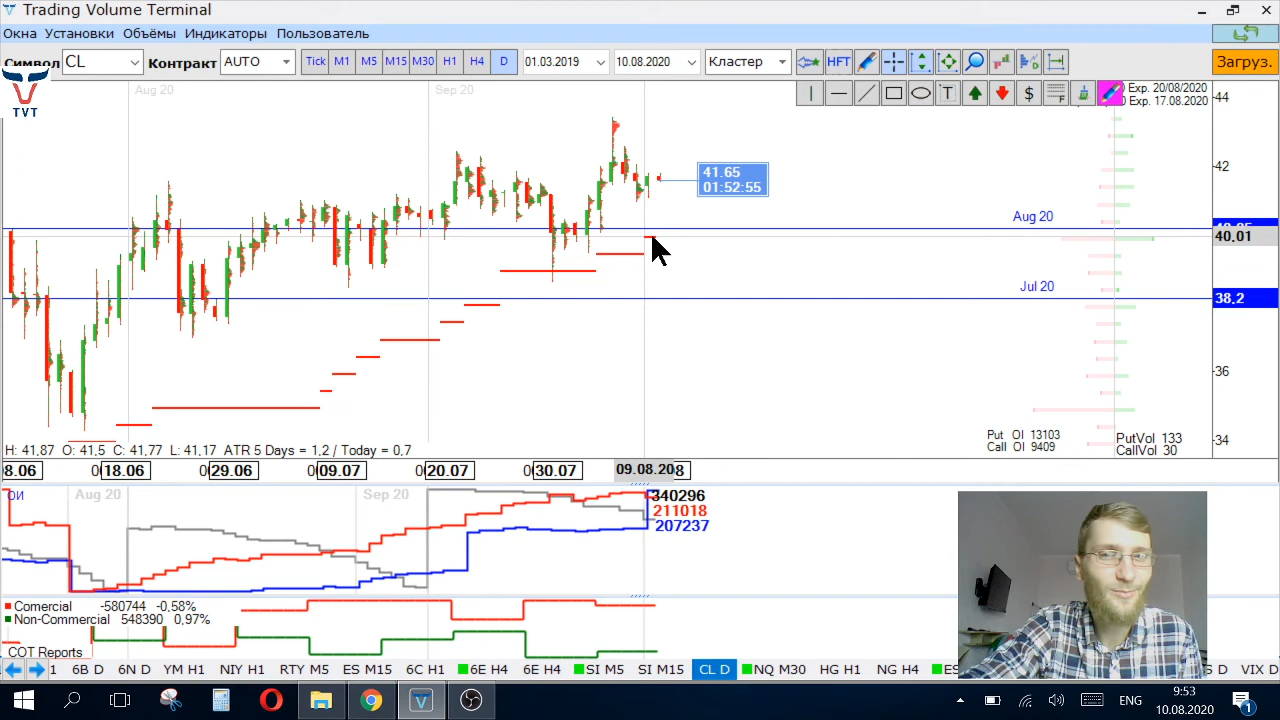 Trading Volume Terminal
Окна Установки Объёмы Индикаторы Пользователь
Символ CL Контракт AUTO Tick M1 M5 M15 M30 H1 H4 D 01.03.2019 10.08.2020 Кластер HFT Загруз.
TVT
Aug 20 Sep 20
T $ F
Exp. 20/08/2020
Exp. 17.08.2020
44
42
41.65
01:52:55
Aug 20
40.01
Jul 20
38.2
36
34
Put OI 13103
Call OI 9409
PutVol 133
CallVol 30
H: 41,87 O: 41,5 C: 41,77 L: 41,17 ATR 5 Days = 1,2 / Today = 0,7
8.06 18.06 29.06 09.07 20.07 30.07 09.08.20 8
ОИ Aug 20 Sep 20
340296
211018
207237
Comercial -580744 -0,58%
Non-Commercial 548390 0,97%
COT Reports
1 6B D 6N D YM H1 NIY H1 RTY M5 ES M15 6C H1 6E H4 6E H4 SI M5 SI M15 CL D NQ M30 HG H1 NG H4 ES S D VIX D
ENG
9:53
10.08.2020
1